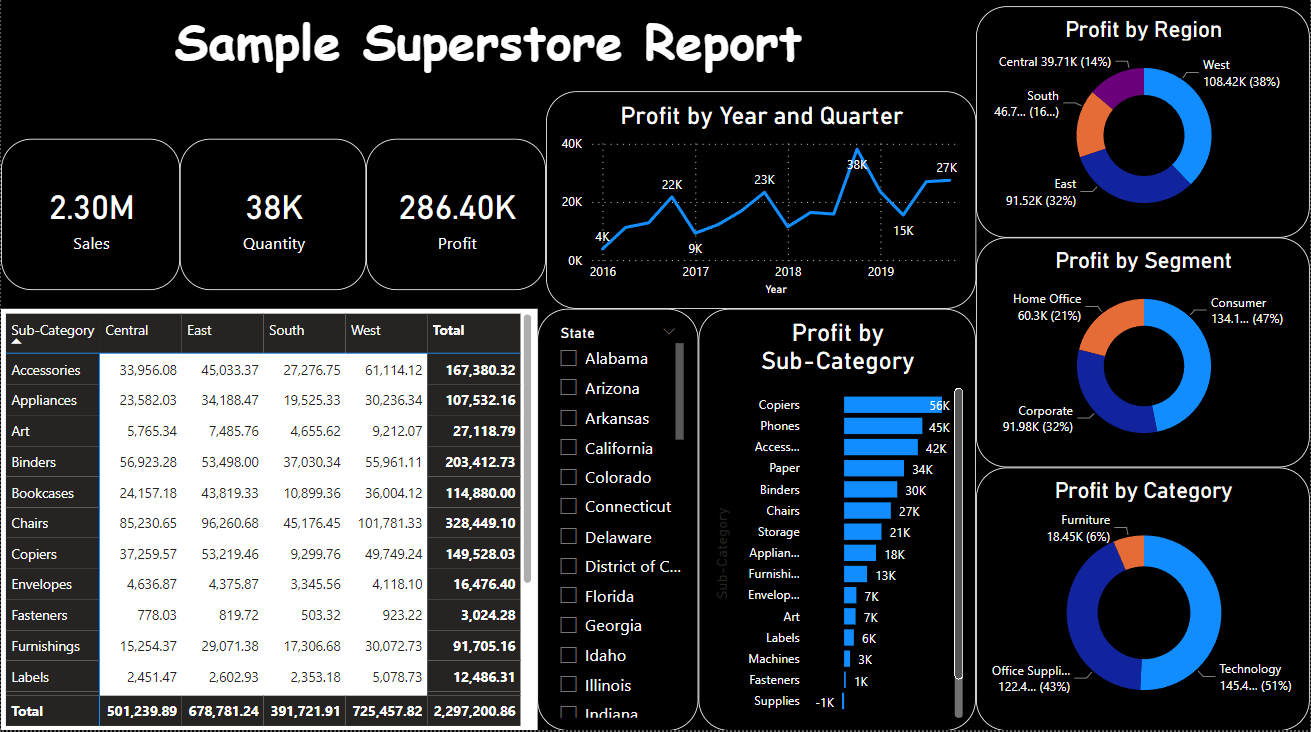 Sample Superstore Report
2.30M
Sales
38K
Quantity
286.40K
Profit
Profit by Year and Quarter
40K
20K
0K
4K
22K
9K
23K
38K
15K
27K
2016
2017
2018
2019
Year
Profit by Region
Central 39.71K (14%)
West
108.42K (38%)
South
46.7... (16...)
East
91.52K (32%)
Profit by Segment
Home Office
60.3K (21%)
Consumer
134.1... (47%)
Corporate
91.98K (32%)
Profit by Category
Furniture
18.45K (6%)
Office Suppli...
122.4... (43%)
Technology
145.4... (51%)
Sub-Category Central East South West Total
Accessories 33,956.08 45,033.37 27,276.75 61,114.12 167,380.32
Appliances 23,582.03 34,188.47 19,525.33 30,236.34 107,532.16
Art 5,765.34 7,485.76 4,655.62 9,212.07 27,118.79
Binders 56,923.28 53,498.00 37,030.34 55,961.11 203,412.73
Bookcases 24,157.18 43,819.33 10,899.36 36,004.12 114,880.00
Chairs 85,230.65 96,260.68 45,176.45 101,781.33 328,449.10
Copiers 37,259.57 53,219.46 9,299.76 49,749.24 149,528.03
Envelopes 4,636.87 4,375.87 3,345.56 4,118.10 16,476.40
Fasteners 778.03 819.72 503.32 923.22 3,024.28
Furnishings 15,254.37 29,071.38 17,306.68 30,072.73 91,705.16
Labels 2,451.47 2,602.93 2,353.18 5,078.73 12,486.31
Total 501,239.89 678,781.24 391,721.91 725,457.82 2,297,200.86
State
Alabama
Arizona
Arkansas
California
Colorado
Connecticut
Delaware
District of C...
Florida
Georgia
Idaho
Illinois
Indiana
Profit by
Sub-Category
Sub-Category
Copiers 56K
Phones 45K
Access... 42K
Paper 34K
Binders 30K
Chairs 27K
Storage 21K
Applian... 18K
Furnishi... 13K
Envelop... 7K
Art 7K
Labels 6K
Machines 3K
Fasteners 1K
Supplies -1K